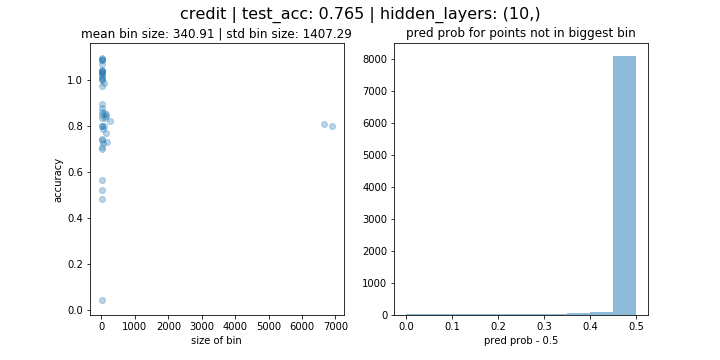 credit | test_acc: 0.765 | hidden_layers: (10,)
mean bin size: 340.91 | std bin size: 1407.29
accuracy
1.0
0.8
0.6
0.4
0.2
0.0
0 1000 2000 3000 4000 5000 6000 7000
size of bin
pred prob for points not in biggest bin
8000
7000
6000
5000
4000
3000
2000
1000
0
0.0 0.1 0.2 0.3 0.4 0.5
pred prob - 0.5